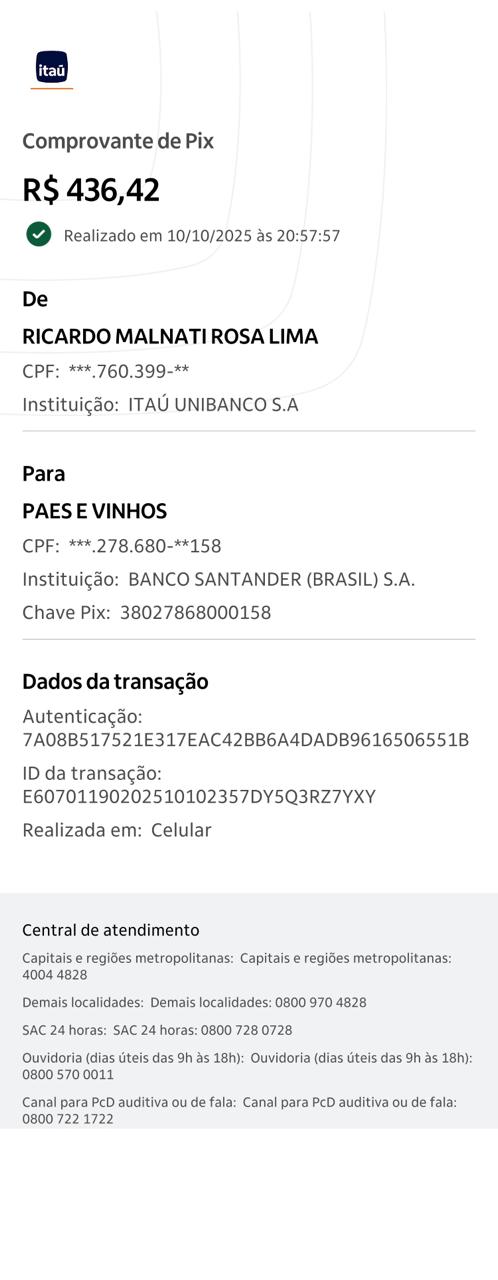 itaú
Comprovante de Pix
R$ 436,42
Realizado em 10/10/2025 às 20:57:57
De
RICARDO MALNATI ROSA LIMA
CPF: ***.760.399-**
Instituição: ITAÚ UNIBANCO S.A
Para
PAES E VINHOS
CPF: ***.278.680-**158
Instituição: BANCO SANTANDER (BRASIL) S.A.
Chave Pix: 38027868000158
Dados da transação
Autenticação:
7A08B517521E317EAC42BB6A4DADB9616506551B
ID da transação:
E60701190202510102357DY5Q3RZ7YXY
Realizada em: Celular
Central de atendimento
Capitais e regiões metropolitanas: Capitais e regiões metropolitanas:
4004 4828
Demais localidades: Demais localidades: 0800 970 4828
SAC 24 horas: SAC 24 horas: 0800 728 0728
Ouvidoria (dias úteis das 9h às 18h): Ouvidoria (dias úteis das 9h às 18h):
0800 570 0011
Canal para PcD auditiva ou de fala: Canal para PcD auditiva ou de fala:
0800 722 1722